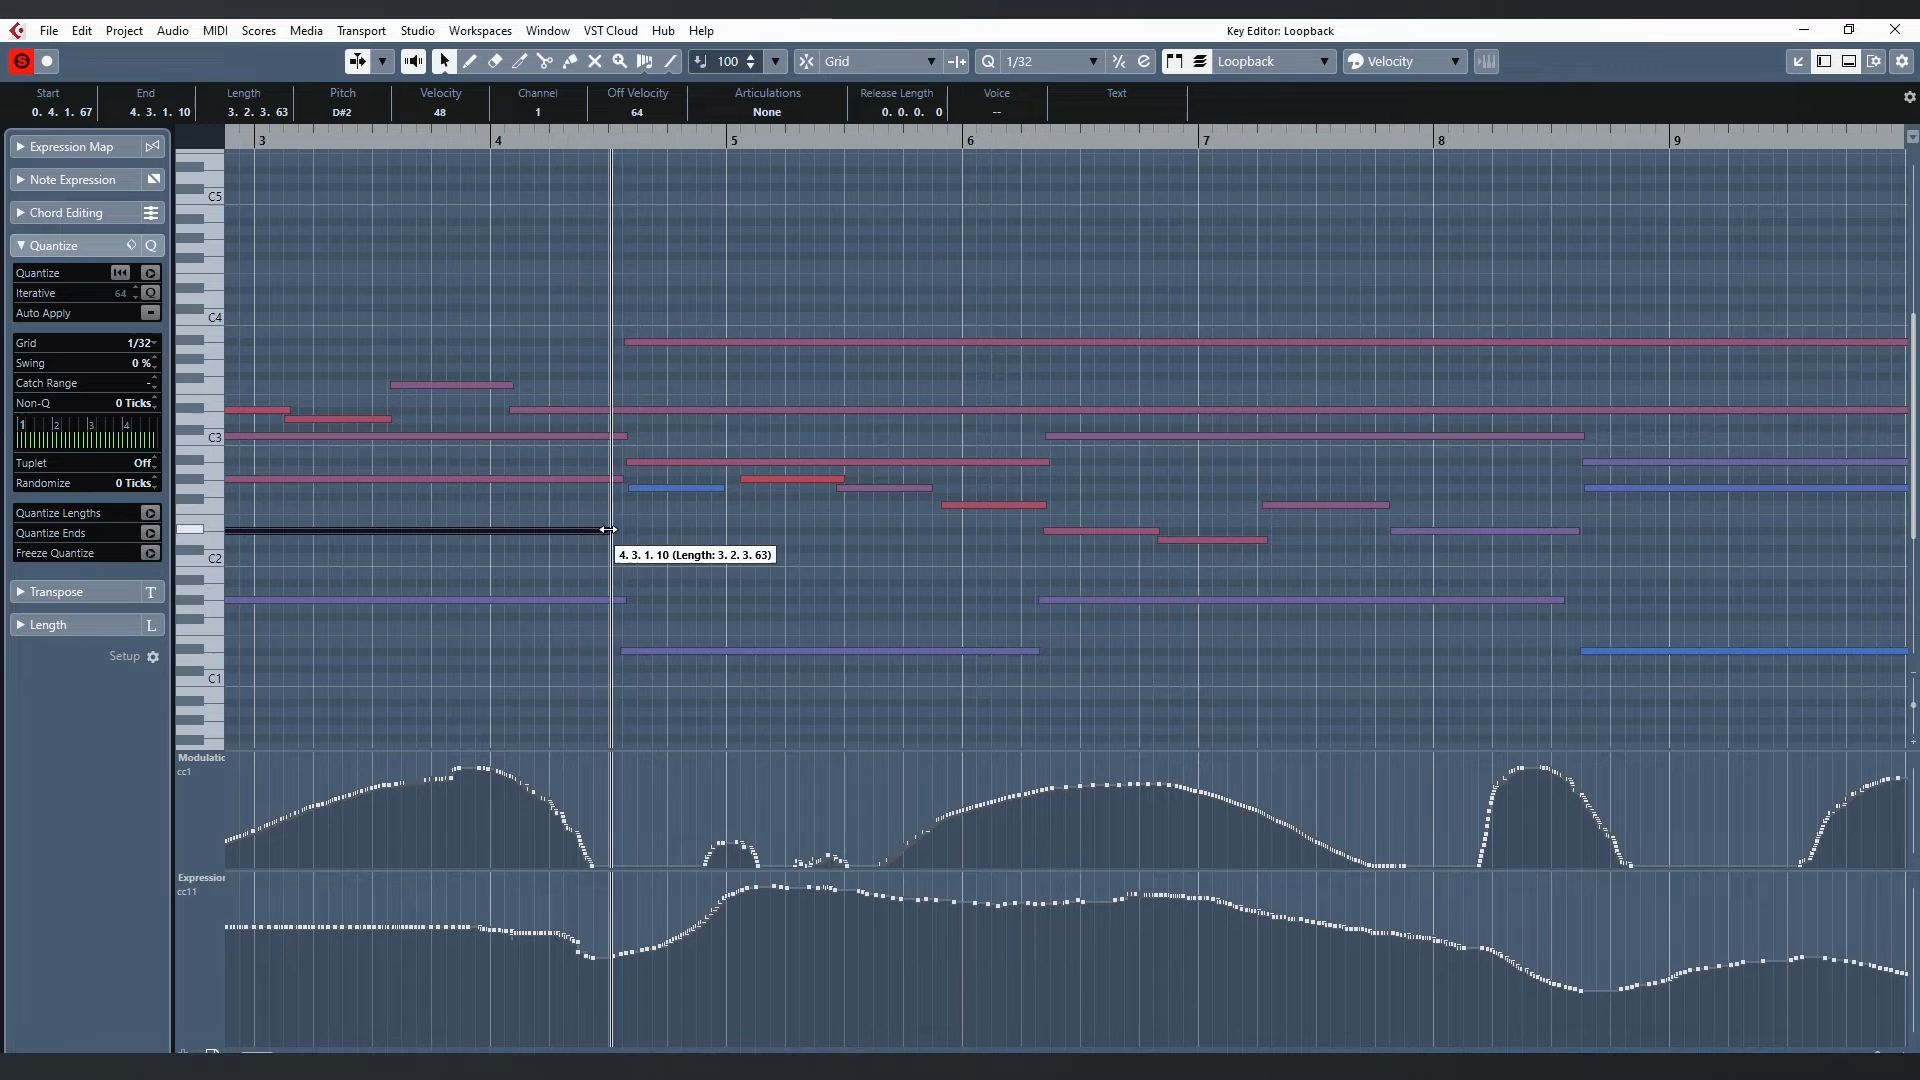 File Edit Project Audio MIDI Transport Studio Workspaces Window VST Cloud Hub Help Key Editor: Loopback
S 100 Grid 1/32 Loopback Velocity
Start End Length Pitch Velocity Channel Off Velocity Articulations Release Length Voice Text
0. 4. 1. 67 4. 3. 1. 10 3. 2. 3. 63 D#2 48 1 64 None 0. 0. 0. 0 --
3 4 5 6 7 8 9
Expression Map
Note Expression
Chord Editing
Quantize Q
Quantize
Iterative 64 Q
Auto Apply
Grid 1/32
Swing 0 %
Catch Range -
Non-Q 0 Ticks
1 2 3 4
Tuplet Off
Randomize 0 Ticks
Quantize Lengths
Quantize Ends
Freeze Quantize
Transpose T
Length L
Setup
C5
C4
C3
C2
C1
4. 3. 1. 10 (Length: 3. 2. 3. 63)
Modulatic
cc1
Expression
cc11